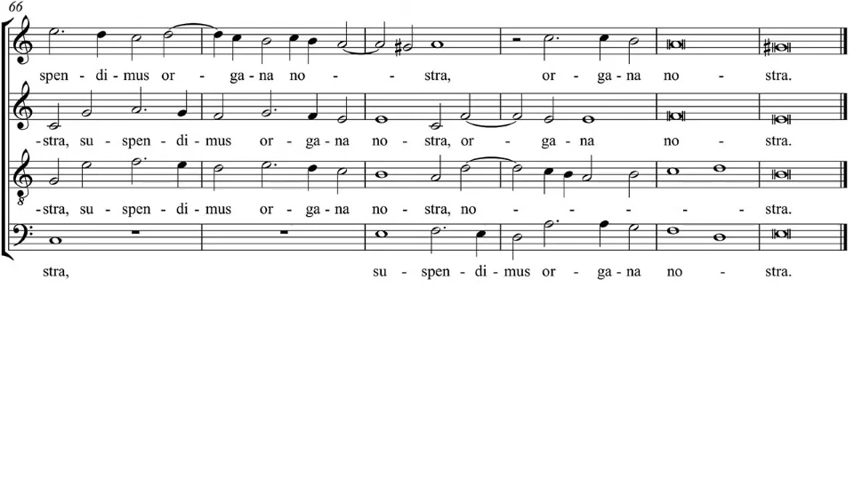 66
spen - di - mus or - ga - na no - stra, or - ga - na no - stra.
-stra, su - spen - di - mus or - ga - na no - stra, or - ga - na no - stra.
-stra, su - spen - di - mus or - ga - na no - stra, no - - - - stra.
8
stra, su - spen - di - mus or - ga - na no - stra.